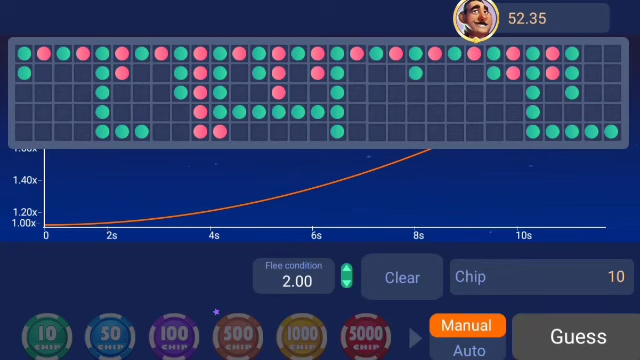 52.35
1.60x
1.40x
1.20x
1.00x
0 2s 4s 6s 8s 10s
Flee condition
2.00
Clear
Chip 10
10 CHIP 50 CHIP 100 CHIP 500 CHIP 1000 CHIP 5000 CHIP
Manual
Auto
Guess